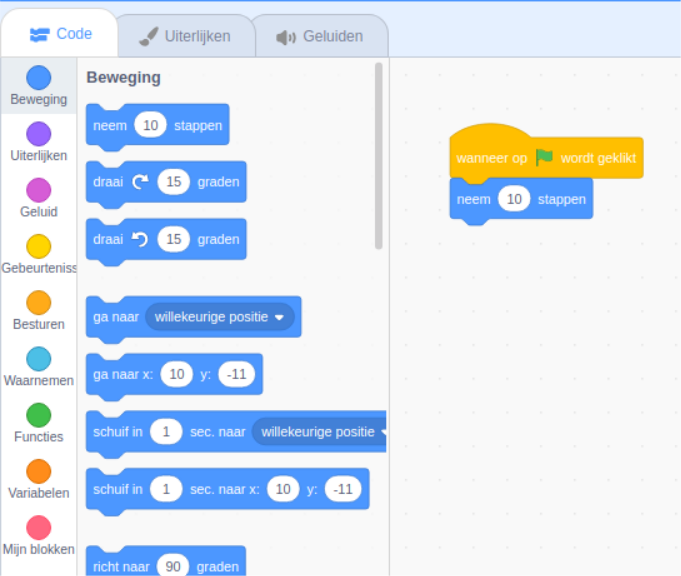 Code
Uiterlijken
Geluiden
Beweging
Uiterlijken
Geluid
Gebeurteniss
Besturen
Waarnemen
Functies
Variabelen
Mijn blokken
Beweging
neem 10 stappen
draai 15 graden
draai 15 graden
ga naar willekeurige positie
ga naar x: 10 y: -11
schuif in 1 sec. naar willekeurige positie
schuif in 1 sec. naar x: 10 y: -11
richt naar 90 graden
wanneer op wordt geklikt
neem 10 stappen